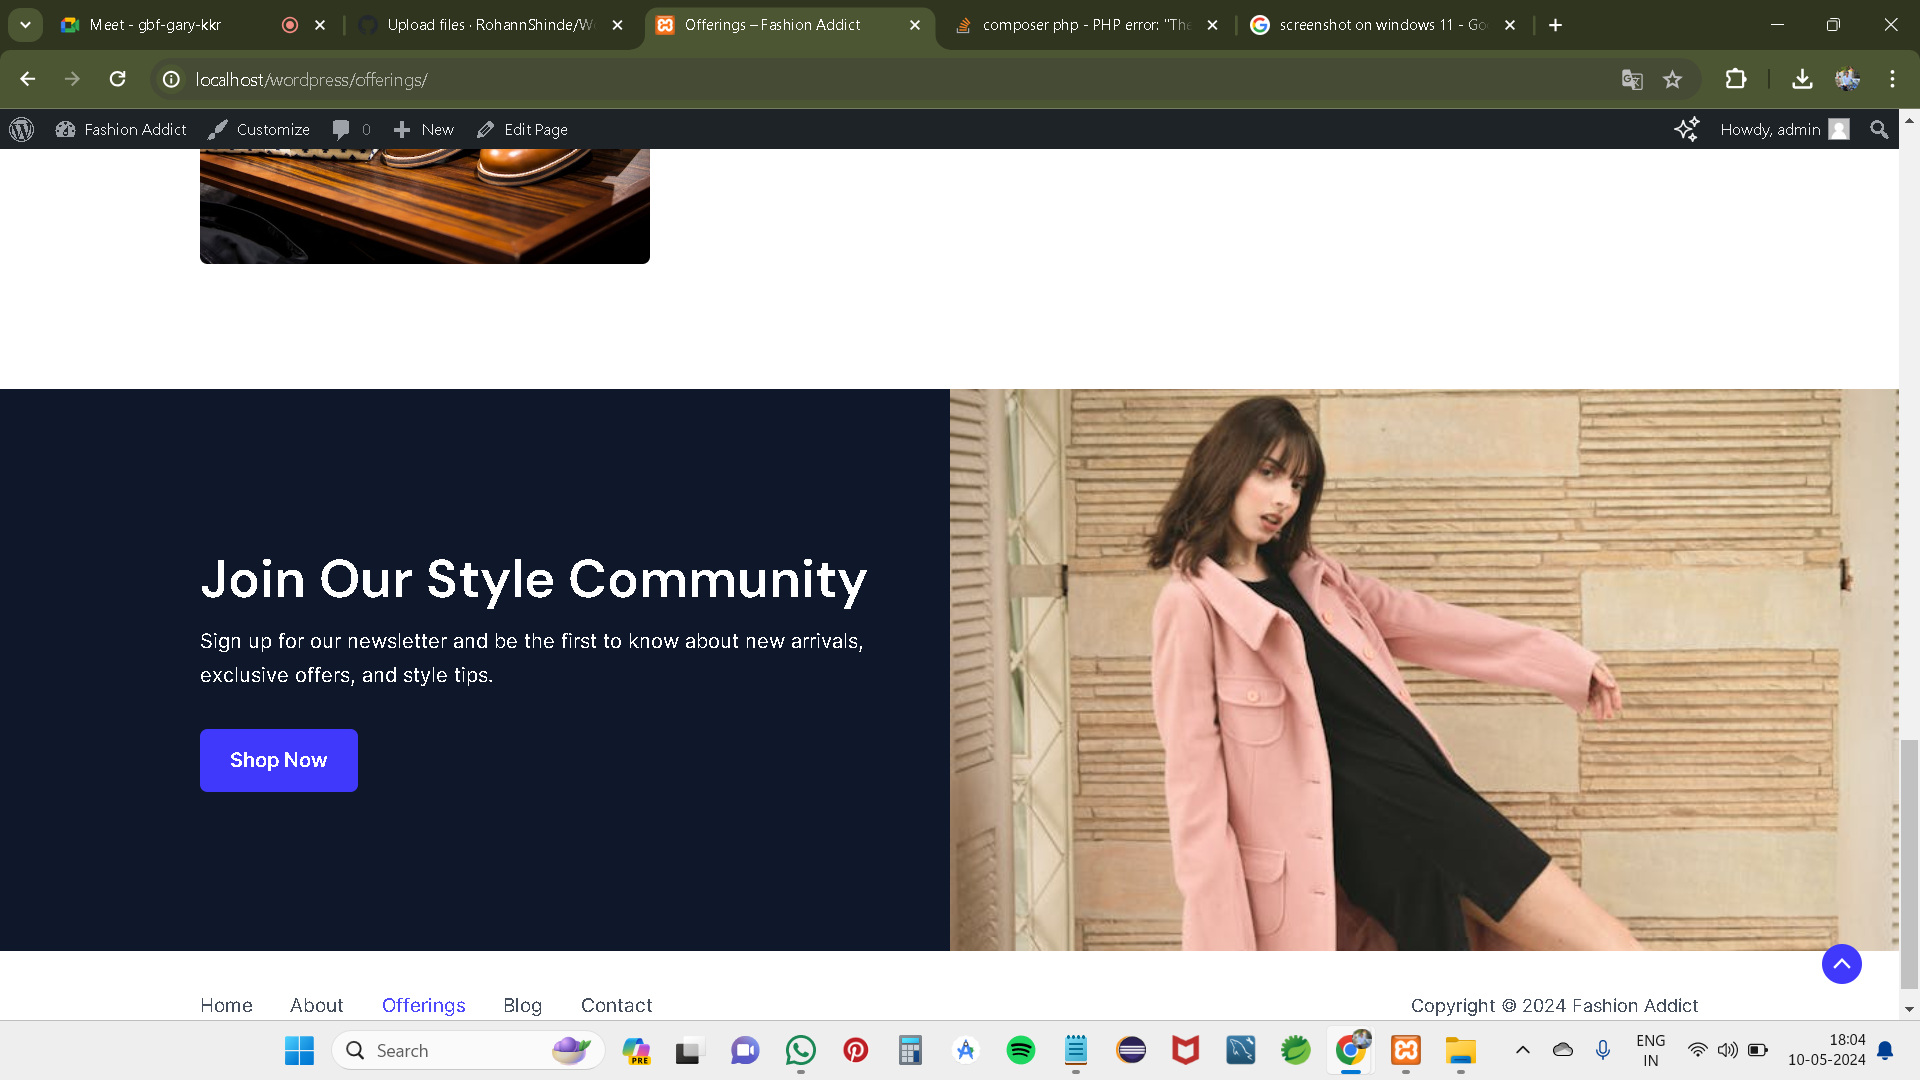 Meet - gbf-gary-kkr
Upload files · RohannShinde/W
Offerings – Fashion Addict
composer php - PHP error: "The
screenshot on windows 11 - Go
localhost/wordpress/offerings/
Fashion Addict
Customize
0
New
Edit Page
Howdy, admin
Join Our Style Community
Sign up for our newsletter and be the first to know about new arrivals,
exclusive offers, and style tips.
Shop Now
Home
About
Offerings
Blog
Contact
Copyright © 2024 Fashion Addict
Search
PRE
ENG
IN
18:04
10-05-2024